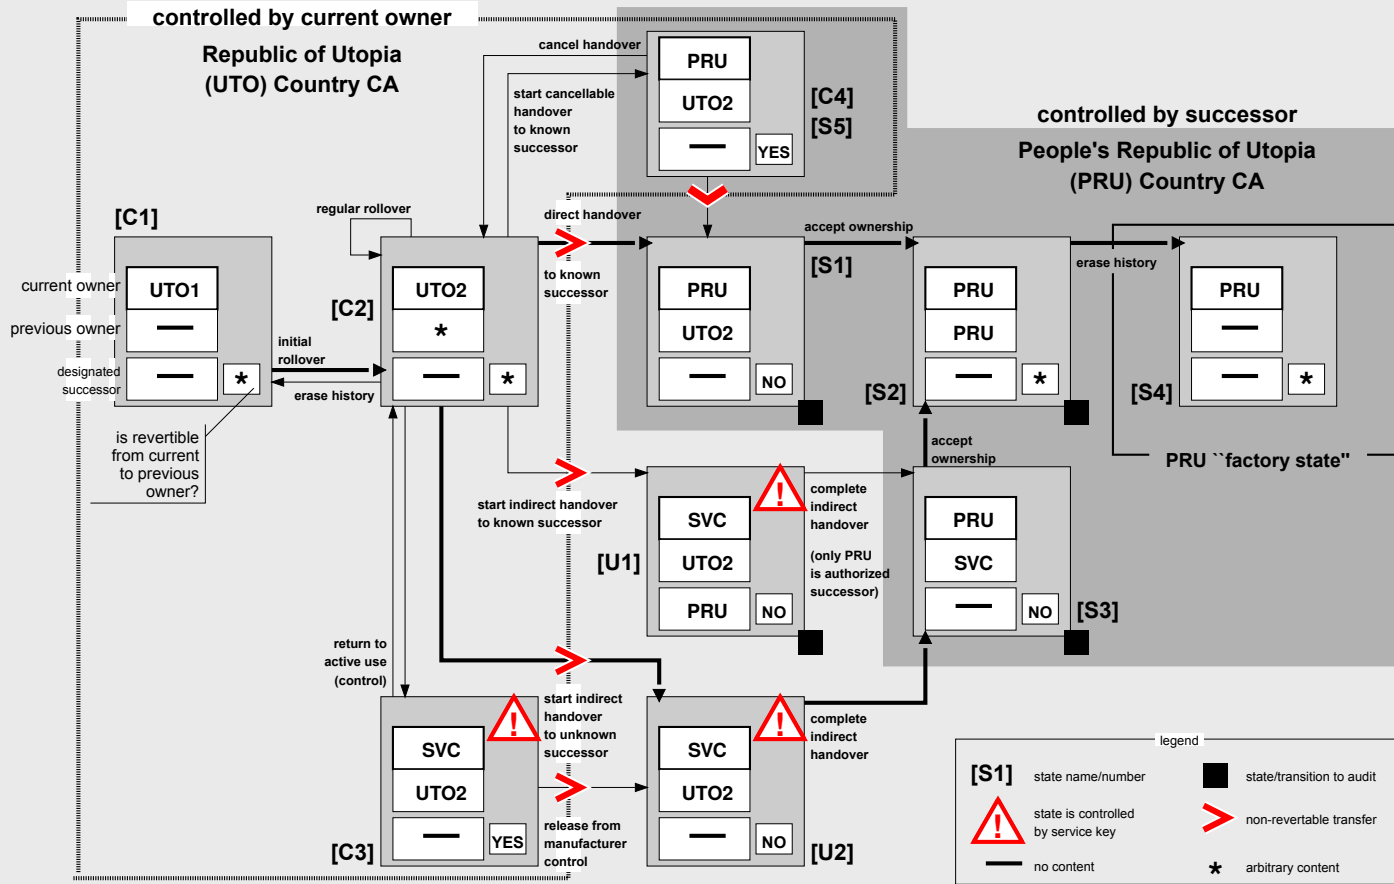 controlled by current owner
Republic of Utopia
(UTO) Country CA
cancel handover
start cancellable
handover
to known
successor
PRU
UTO2
—
YES
[C4]
[S5]
controlled by successor
People's Republic of Utopia
(PRU) Country CA
[C1]
current owner
previous owner
designated
successor
UTO1
—
—
*
is revertible
from current
to previous
owner?
initial
rollover
erase history
regular rollover
[C2]
UTO2
*
—
*
direct handover
to known
successor
PRU
UTO2
—
NO
[S1]
accept ownership
[S2]
PRU
PRU
—
*
erase history
[S4]
PRU
—
—
*
PRU ``factory state"
start indirect handover
to known successor
[U1]
SVC
UTO2
PRU
NO
!
complete
indirect
handover
(only PRU
is authorized
successor)
accept
ownership
PRU
SVC
—
NO
[S3]
return to
active use
(control)
[C3]
SVC
UTO2
—
YES
!
start indirect
handover
to unknown
successor
release from
manufacturer
control
SVC
UTO2
—
NO
!
[U2]
complete
indirect
handover
legend
[S1] state name/number
state/transition to audit
! state is controlled
by service key
non-revertable transfer
— no content
* arbitrary content